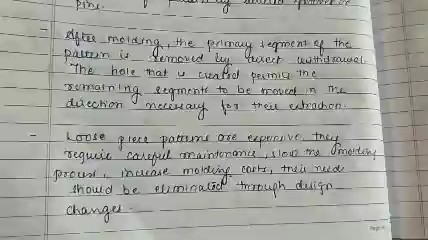 pins.
- After molding, the primary segment of the
pattern is removed by direct withdrawal.
The hole that is created permits the
remaining segments to be moved in the
direction necessary for their extraction.
- Loose piece patterns are expensive, they
require careful maintenance, slow the molding
process, increase molding costs, their need
should be eliminated through design
changes.